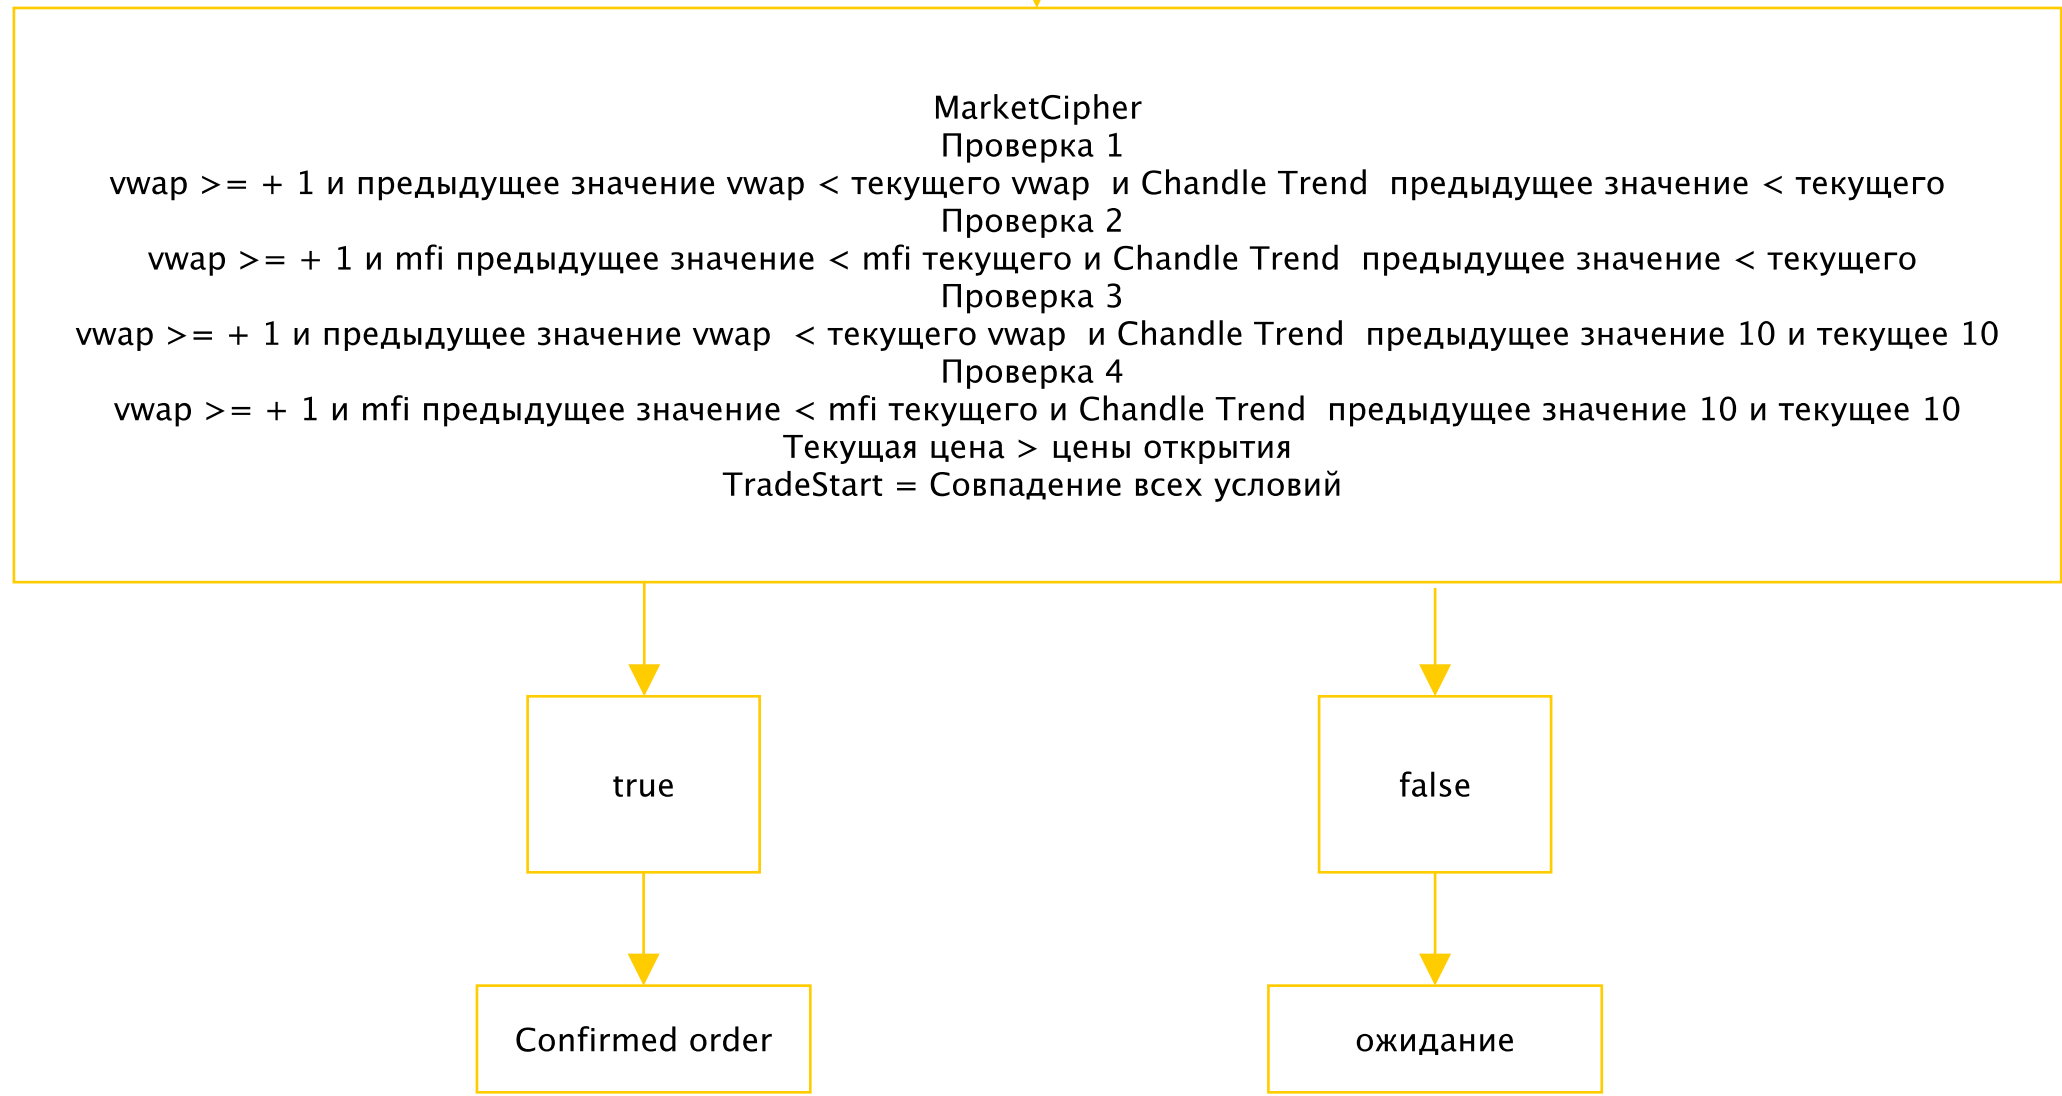 MarketCipher
Проверка 1
vwap >= + 1 и предыдущее значение vwap < текущего vwap  и Chandle Trend  предыдущее значение < текущего
Проверка 2
vwap >= + 1 и mfi предыдущее значение < mfi текущего и Chandle Trend  предыдущее значение < текущего
Проверка 3
vwap >= + 1 и предыдущее значение vwap  < текущего vwap  и Chandle Trend  предыдущее значение 10 и текущее 10
Проверка 4
vwap >= + 1 и mfi предыдущее значение < mfi текущего и Chandle Trend  предыдущее значение 10 и текущее 10
Текущая цена > цены открытия
TradeStart = Совпадение всех условий
true
false
Confirmed order
ожидание